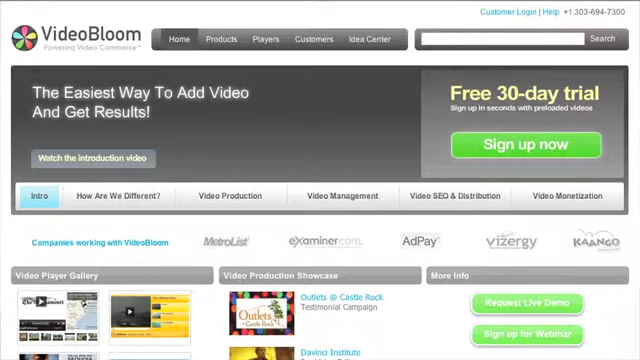 Customer Login | Help +1.303-694-7300
VideoBloom
Powering Video Commerce™
Home Products Players Customers Idea Center
Search
The Easiest Way To Add Video
And Get Results!
Watch the introduction video
Free 30-day trial
Sign up in seconds with preloaded videos
Sign up now
Intro How Are We Different? Video Production Video Management Video SEO & Distribution Video Monetization
Companies working with VideoBloom MetroList examiner.com. AdPay vizergy KAANGO
Video Player Gallery Video Production Showcase More Info
Outlets @ Castle Rock
Testimonial Campaign
Outlets
at Castle Rock
Request Live Demo
Sign up for Webinar
Davinci Institute